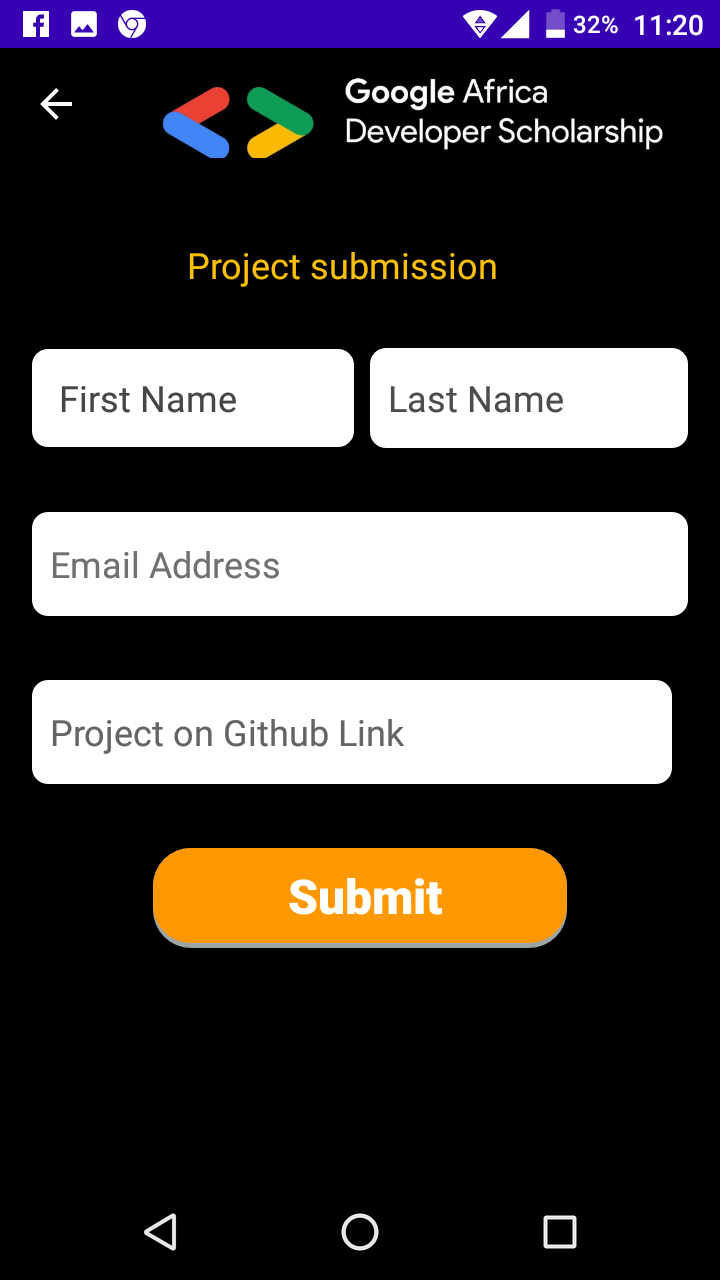 32% 11:20
Google Africa
Developer Scholarship
Project submission
First Name
Last Name
Email Address
Project on Github Link
Submit